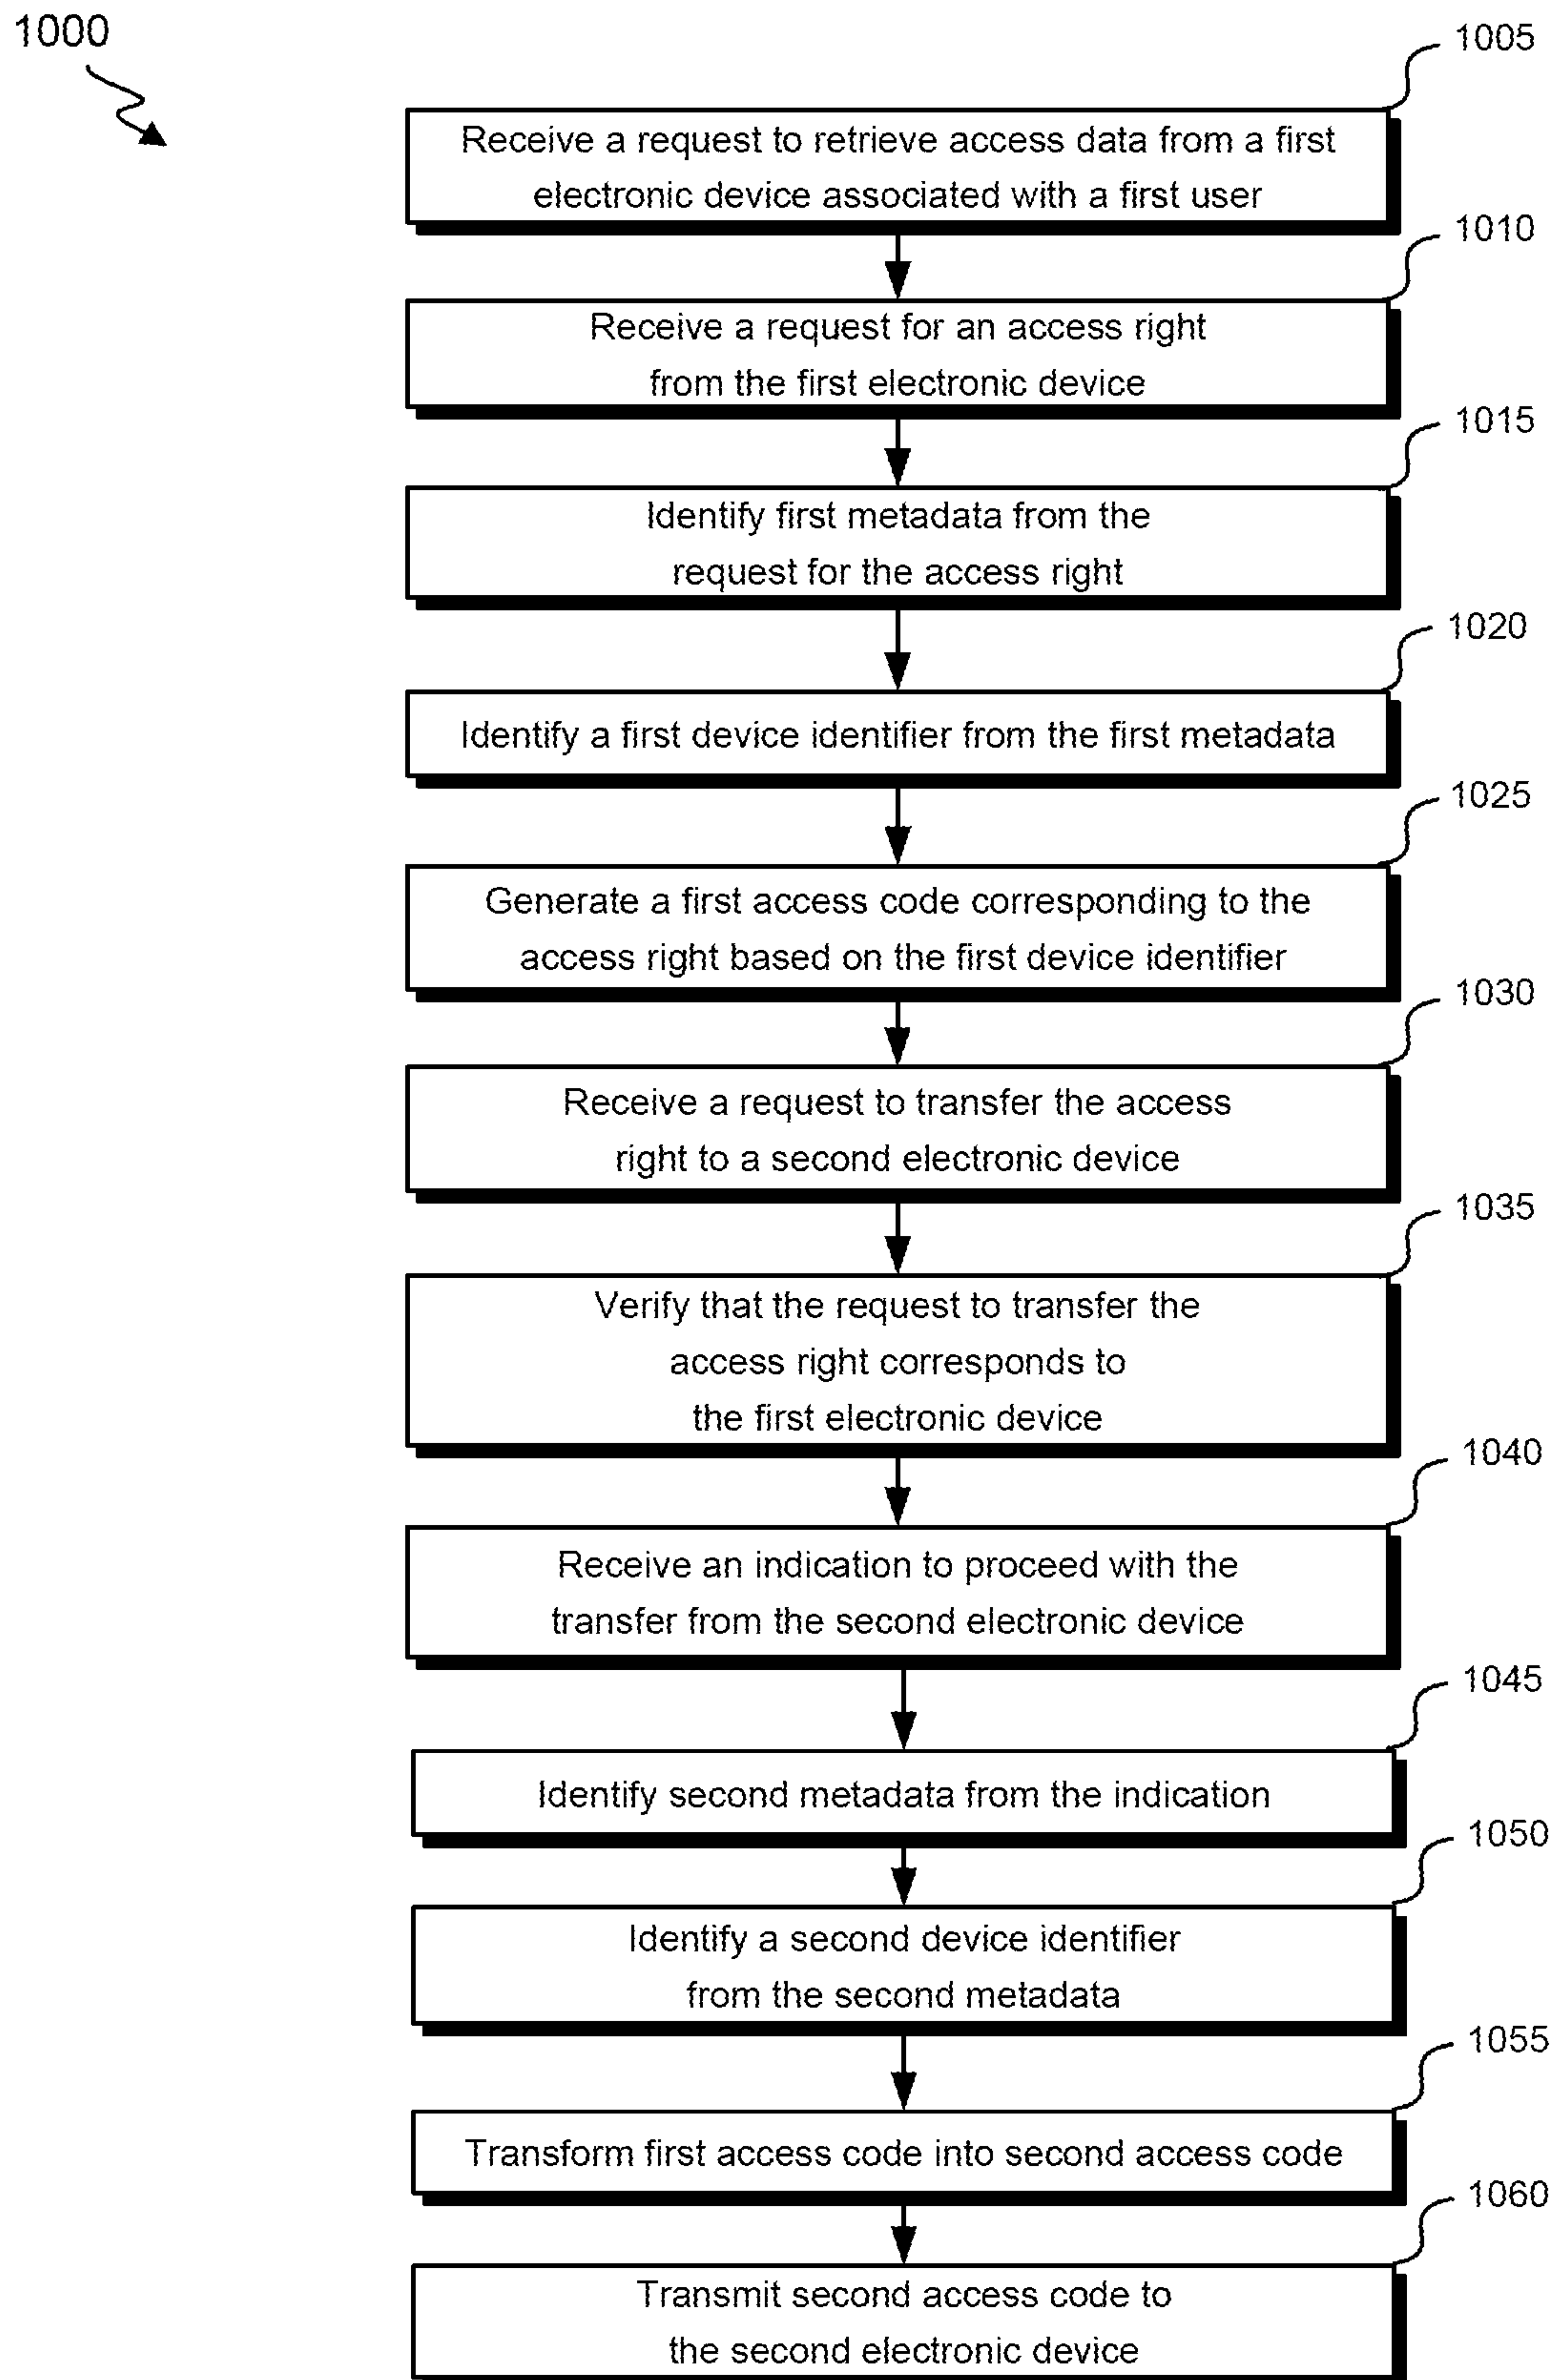 1000
1005
Receive a request to retrieve access data from a first
electronic device associated with a first user
1010
Receive a request for an access right
from the first electronic device
1015
Identify first metadata from the
request for the access right
1020
Identify a first device identifier from the first metadata
1025
Generate a first access code corresponding to the
access right based on the first device identifier
1030
Receive a request to transfer the access
right to a second electronic device
1035
Verify that the request to transfer the
access right corresponds to
the first electronic device
1040
Receive an indication to proceed with the
transfer from the second electronic device
1045
Identify second metadata from the indication
1050
Identify a second device identifier
from the second metadata
1055
Transform first access code into second access code
1060
Transmit second access code to
the second electronic device